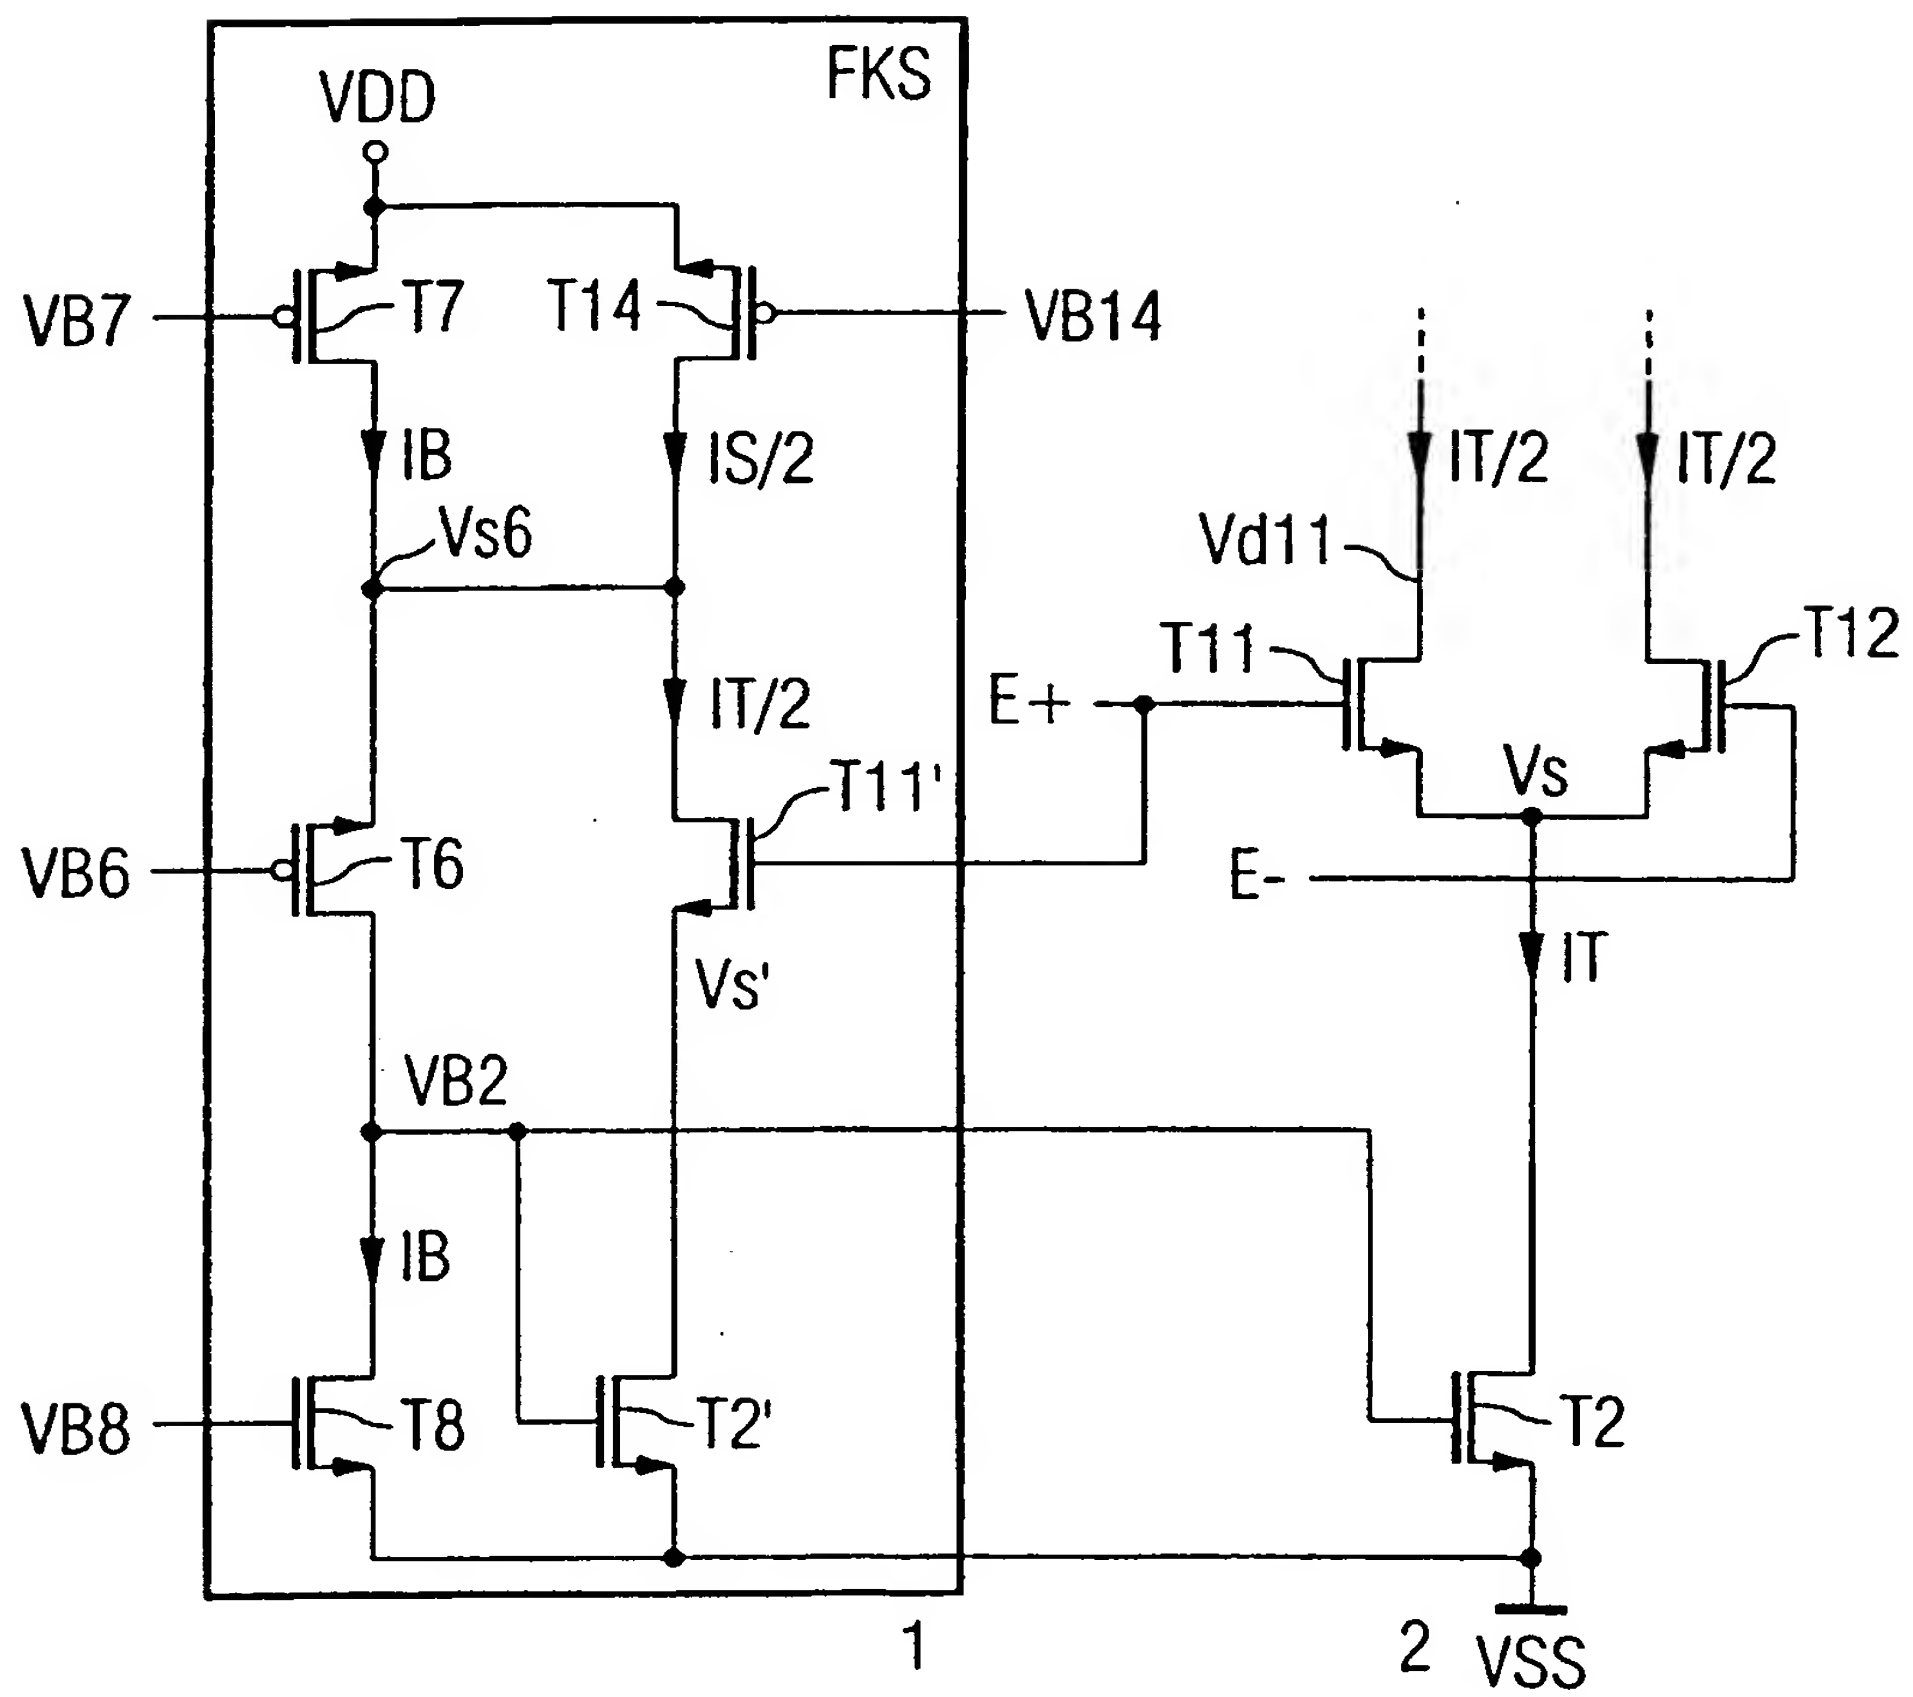 FKS
VDD
VB7
T7
T14
VB14
IB
IS/2
IT/2
IT/2
Vs6
Vd11
T11
T12
E+
IT/2
T11'
Vs
VB6
T6
E-
IT
Vs'
VB2
IB
VB8
T8
T2'
T2
1
2
VSS